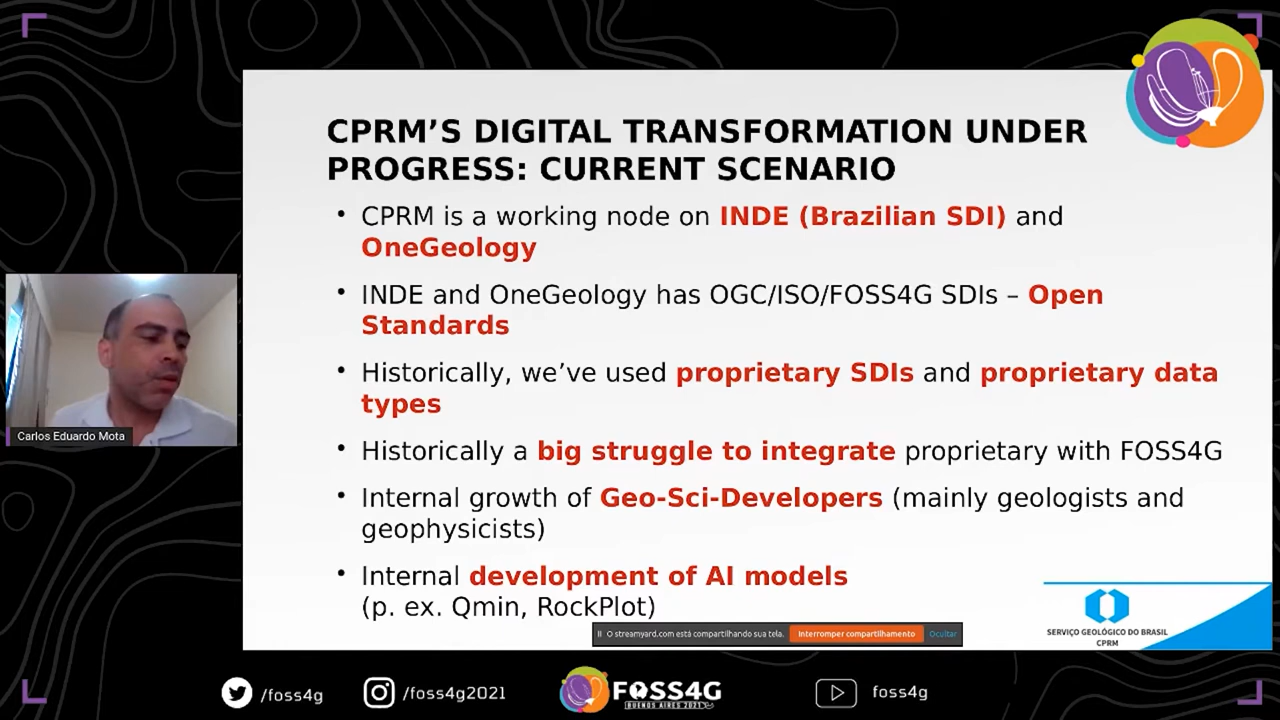 CPRM’S DIGITAL TRANSFORMATION UNDER
PROGRESS: CURRENT SCENARIO
• CPRM is a working node on INDE (Brazilian SDI) and
OneGeology
• INDE and OneGeology has OGC/ISO/FOSS4G SDIs – Open
Standards
• Historically, we’ve used proprietary SDIs and proprietary data
types
• Historically a big struggle to integrate proprietary with FOSS4G
• Internal growth of Geo-Sci-Developers (mainly geologists and
geophysicists)
• Internal development of AI models
(p. ex. Qmin, RockPlot)
Carlos Eduardo Mota
O streamyard.com está compartilhando sua tela. Interromper compartilhamento Ocultar
SERVIÇO GEOLÓGICO DO BRASIL
CPRM
/foss4g
/foss4g2021
FOSS4G
BUENOS AIRES 2021
foss4g